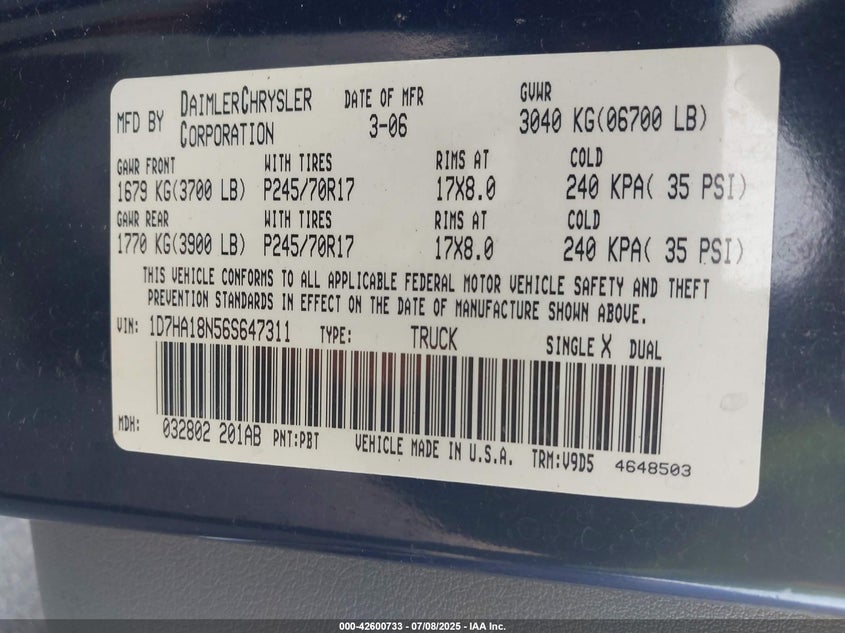 MFD BY DAIMLERCHRYSLER CORPORATION DATE OF MFR 3-06 GVWR 3040 KG(06700 LB)
GAWR FRONT WITH TIRES RIMS AT COLD
1679 KG(3700 LB) P245/70R17 17X8.0 240 KPA( 35 PSI)
GAWR REAR WITH TIRES RIMS AT COLD
1770 KG(3900 LB) P245/70R17 17X8.0 240 KPA( 35 PSI)
THIS VEHICLE CONFORMS TO ALL APPLICABLE FEDERAL MOTOR VEHICLE SAFETY AND THEFT
PREVENTION STANDARDS IN EFFECT ON THE DATE OF MANUFACTURE SHOWN ABOVE.
VIN: 1D7HA18N56S647311 TYPE: TRUCK SINGLE X DUAL
MDH: 032802 201AB PNT:PBT VEHICLE MADE IN U.S.A. TRM:V9D5 4648503
000-42600733 - 07/08/2025 - IAA Inc.